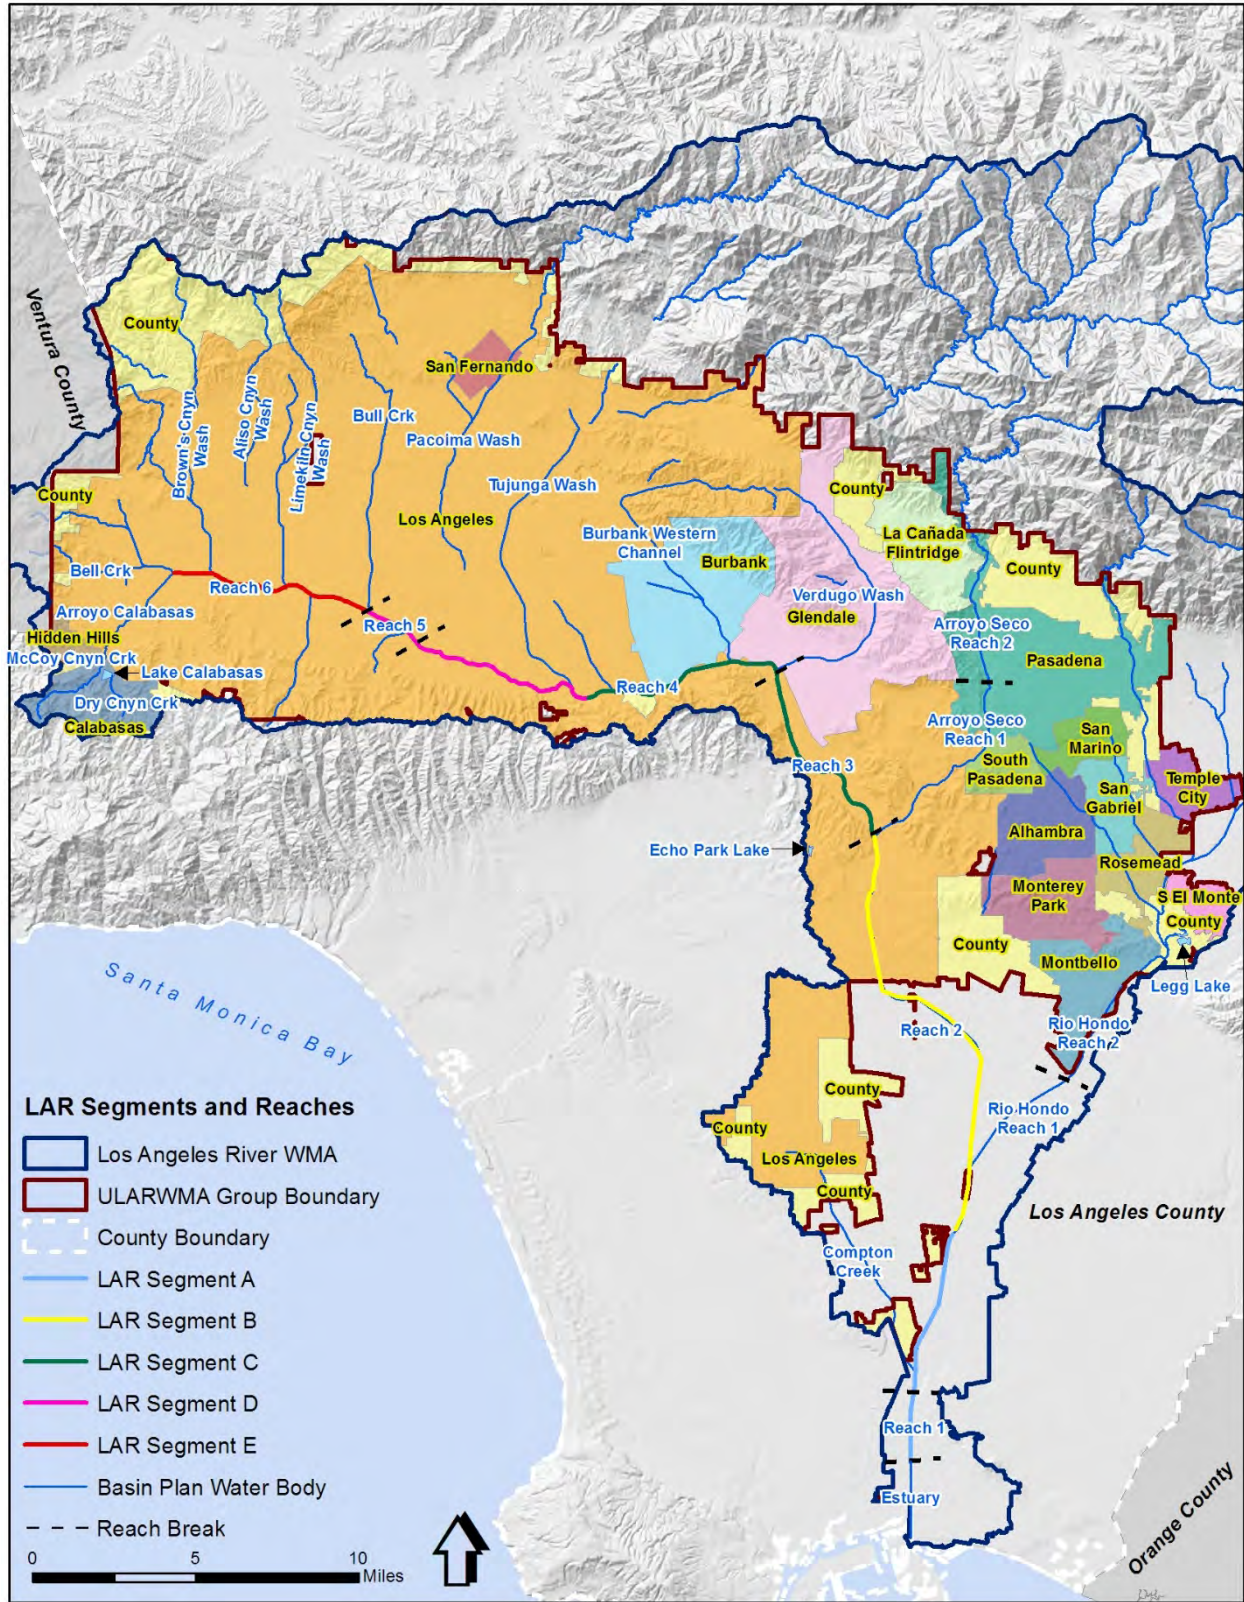 County
Ventura County
San Fernando
Brown's Cnyn
Wash
Aliso Cnyn
Wash
Limekiln Cnyn
Wash
Bull Crk
Pacoima Wash
Tujunga Wash
County
Los Angeles
Burbank Western
Channel
Burbank
County
La Cañada
Flintridge
County
Bell Crk
Reach 6
Verdugo Wash
Glendale
Arroyo Calabasas
Reach 5
Arroyo Seco
Reach 2
Pasadena
Hidden Hills
McCoy Cnyn Crk
Lake Calabasas
Dry Cnyn Crk
Calabasas
Reach 4
Arroyo Seco
Reach 1
San
Marino
South
Pasadena
Reach 3
San
Gabriel
Temple
City
Alhambra
Echo Park Lake
Rosemead
Monterey
Park
S El Monte
County
County
Montbello
Legg Lake
Santa Monica Bay
Reach 2
Rio Hondo
Reach 2
County
Rio Hondo
Reach 1
County
Los Angeles
County
Los Angeles County
Compton
Creek
Reach 1
Estuary
Orange County
LAR Segments and Reaches
Los Angeles River WMA
ULARWMA Group Boundary
County Boundary
LAR Segment A
LAR Segment B
LAR Segment C
LAR Segment D
LAR Segment E
Basin Plan Water Body
Reach Break
0 5 10
Miles